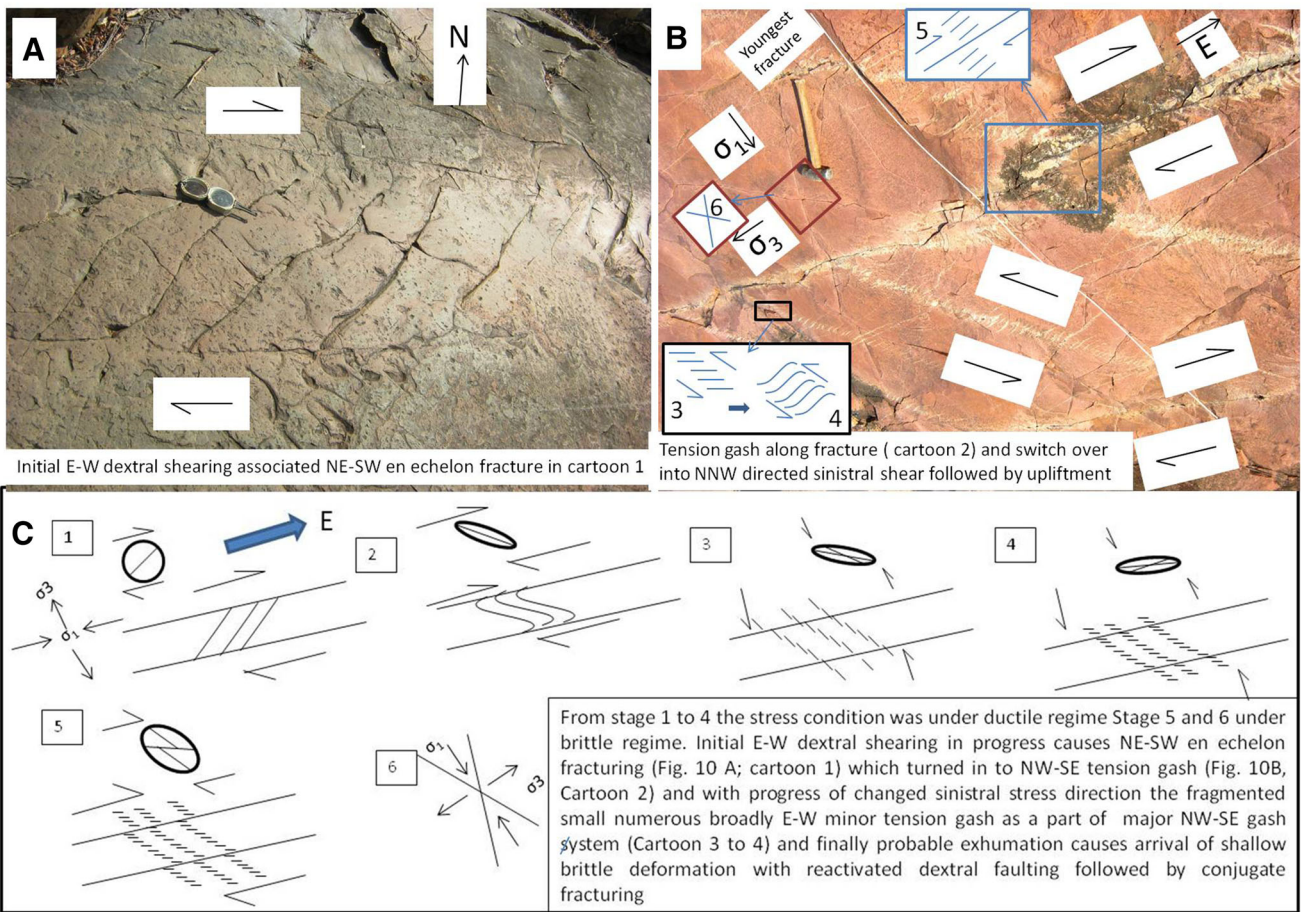 A
N
Initial E-W dextral shearing associated NE-SW en echelon fracture in cartoon 1
B
Youngest
fracture
5
E
σ1
6
σ3
3
4
Tension gash along fracture ( cartoon 2) and switch over
into NNW directed sinistral shear followed by upliftment
C
1
E
2
3
4
σ3
σ1
5
6
σ1
σ3
From stage 1 to 4 the stress condition was under ductile regime Stage 5 and 6 under
brittle regime. Initial E-W dextral shearing in progress causes NE-SW en echelon
fracturing (Fig. 10 A; cartoon 1) which turned in to NW-SE tension gash (Fig. 10B,
Cartoon 2) and with progress of changed sinistral stress direction the fragmented
small numerous broadly E-W minor tension gash as a part of major NW-SE gash
system (Cartoon 3 to 4) and finally probable exhumation causes arrival of shallow
brittle deformation with reactivated dextral faulting followed by conjugate
fracturing